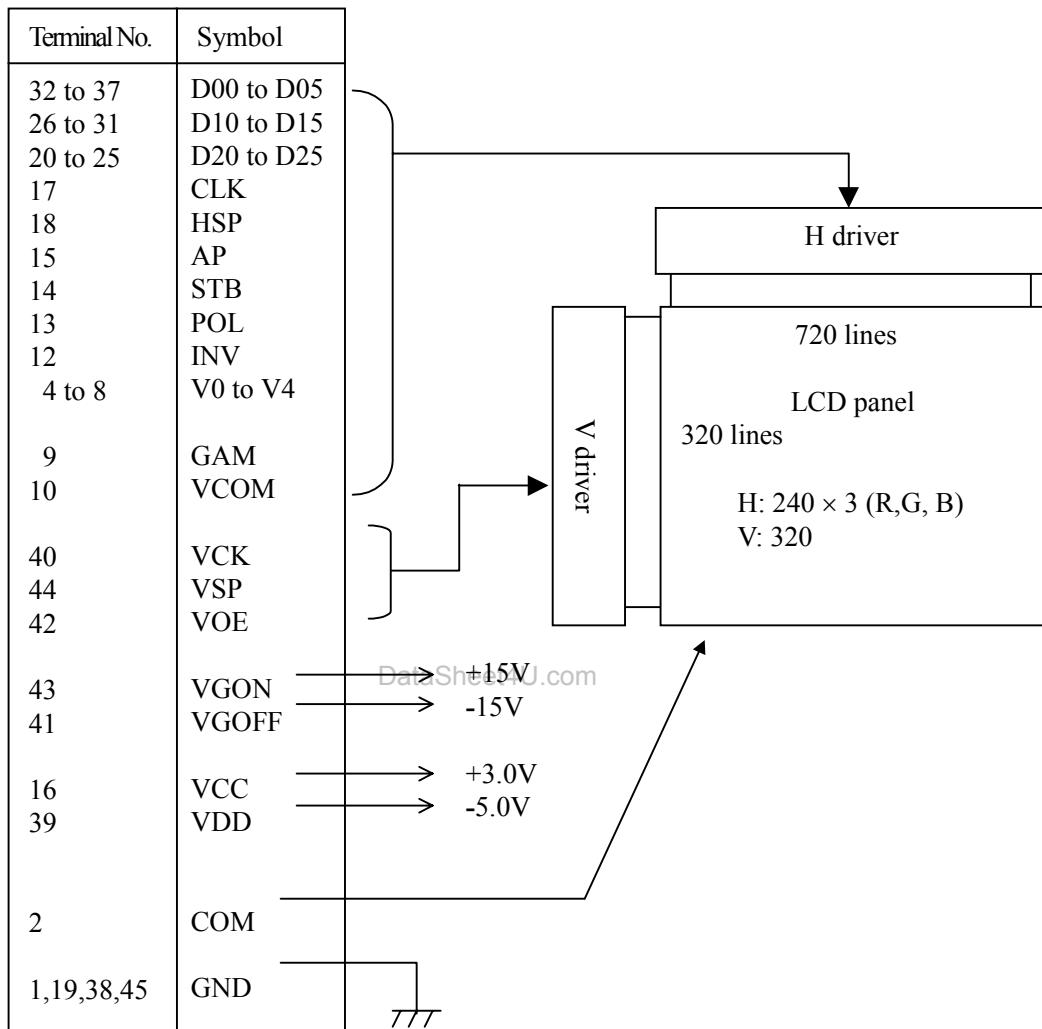 Terminal No. Symbol
32 to 37 D00 to D05
26 to 31 D10 to D15
20 to 25 D20 to D25
17 CLK
18 HSP
15 AP
14 STB
13 POL
12 INV
4 to 8 V0 to V4
9 GAM
10 VCOM
40 VCK
44 VSP
42 VOE
43 VGON +15V
41 VGOFF -15V
16 VCC +3.0V
39 VDD -5.0V
2 COM
1,19,38,45 GND
H driver
V driver
720 lines
LCD panel
320 lines
H: 240 × 3 (R,G, B)
V: 320
DataSheet4U.com